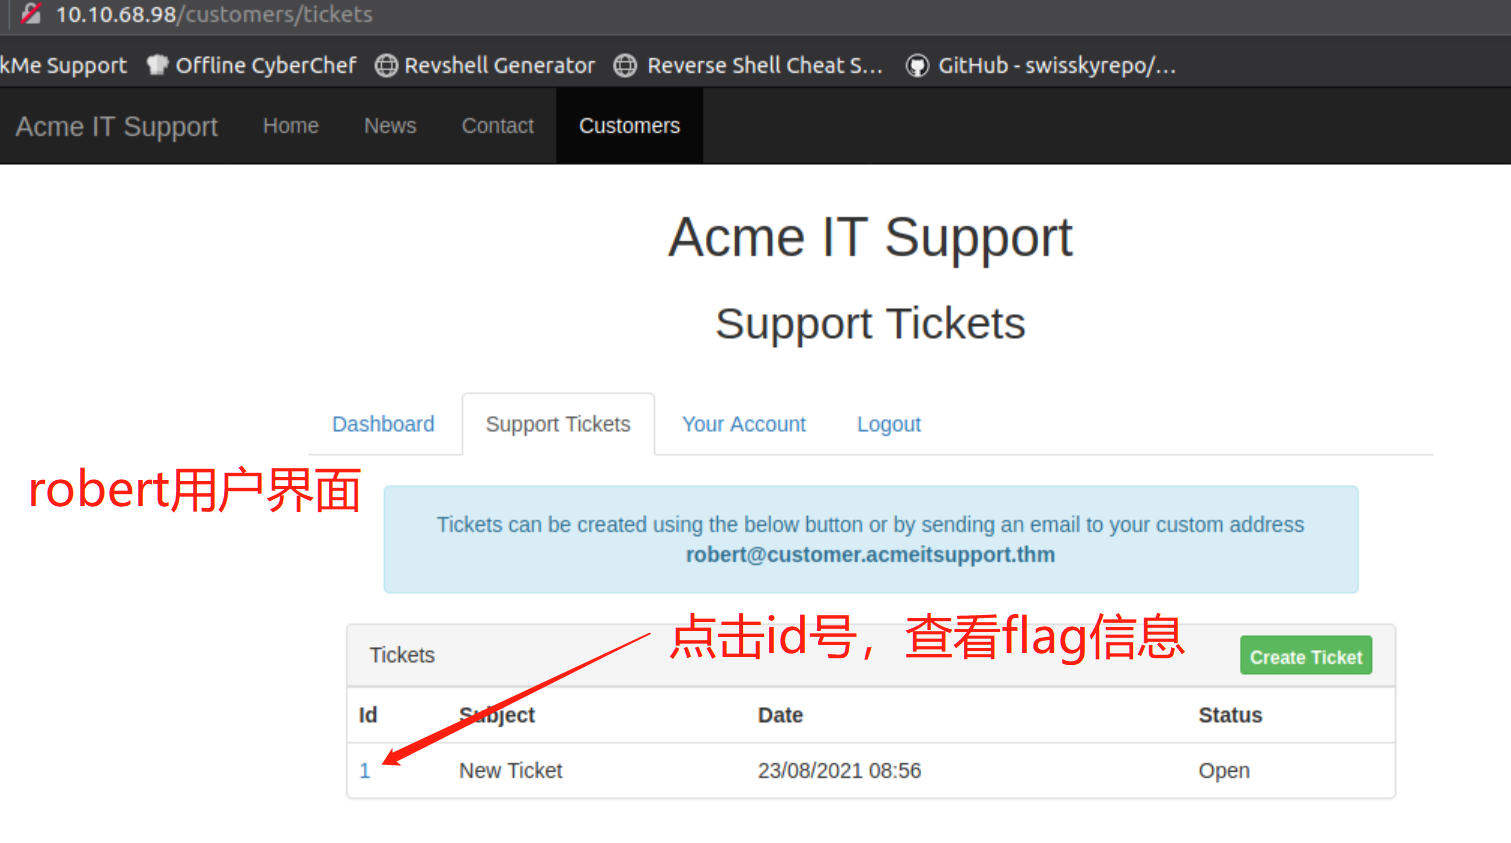 10.10.68.98/customers/tickets
kMe Support Offline CyberChef Revshell Generator Reverse Shell Cheat S... GitHub - swisskyrepo/...
Acme IT Support Home News Contact Customers
Acme IT Support
Support Tickets
Dashboard Support Tickets Your Account Logout
robert用户界面
Tickets can be created using the below button or by sending an email to your custom address
robert@customer.acmeitsupport.thm
点击id号，查看flag信息
Tickets Create Ticket
Id Subject Date Status
1 New Ticket 23/08/2021 08:56 Open